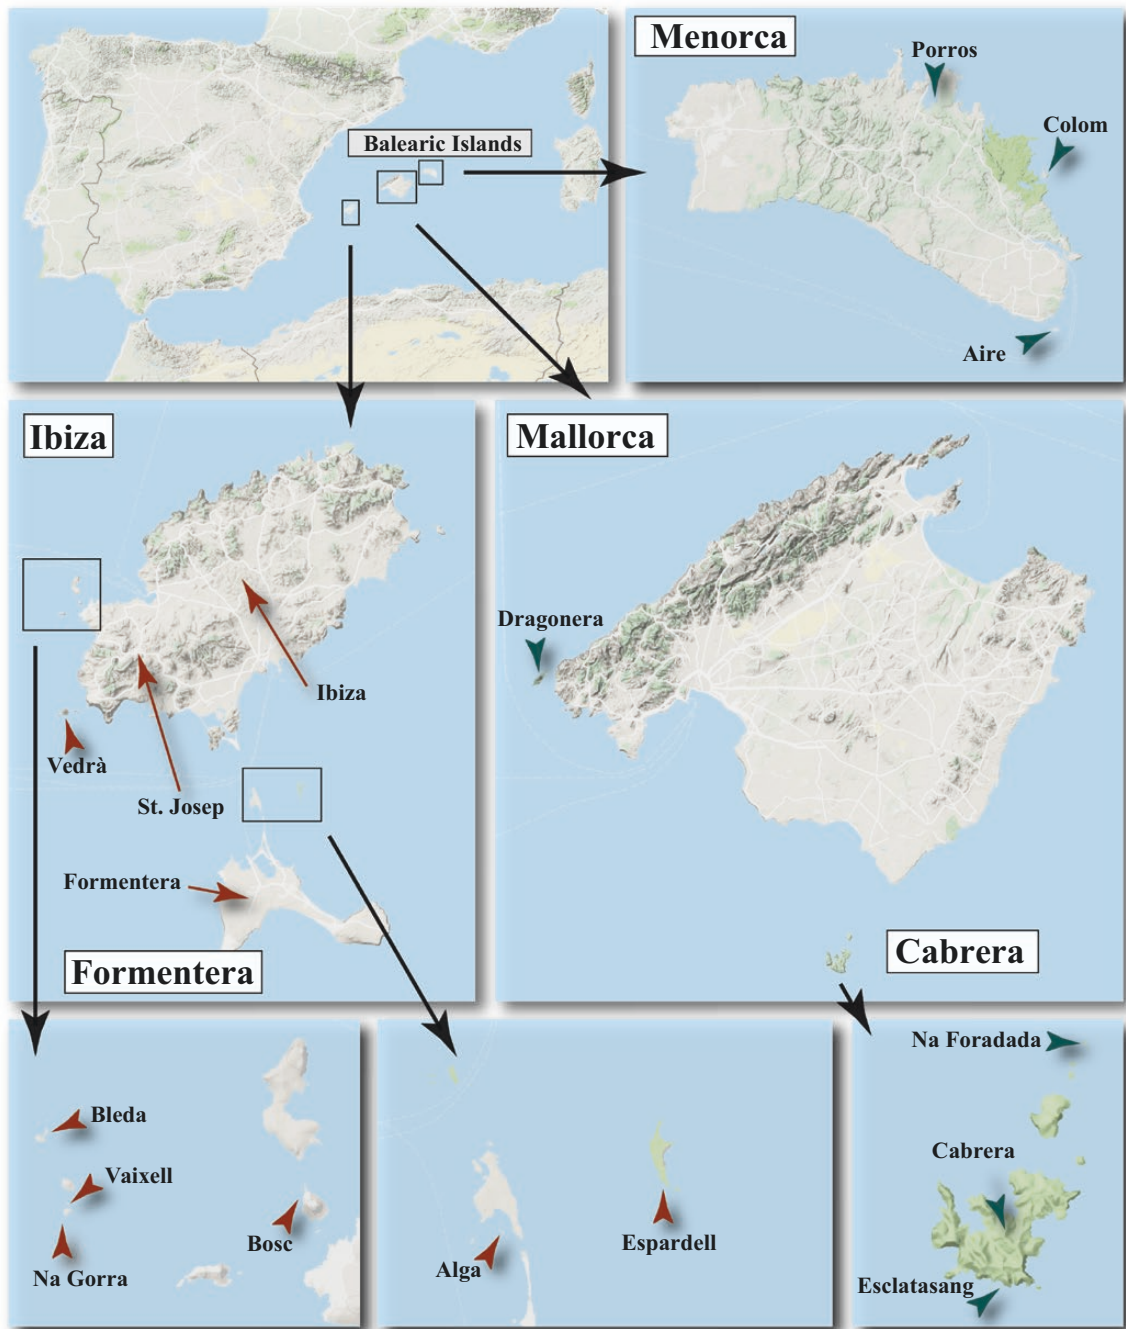 Balearic Islands
Menorca
Porros
Colom
Aire
Ibiza
Ibiza
Vedrà
St. Josep
Formentera
Formentera
Mallorca
Dragonera
Cabrera
Bleda
Vaixell
Na Gorra
Bosc
Alga
Espardell
Na Foradada
Cabrera
Esclatasang